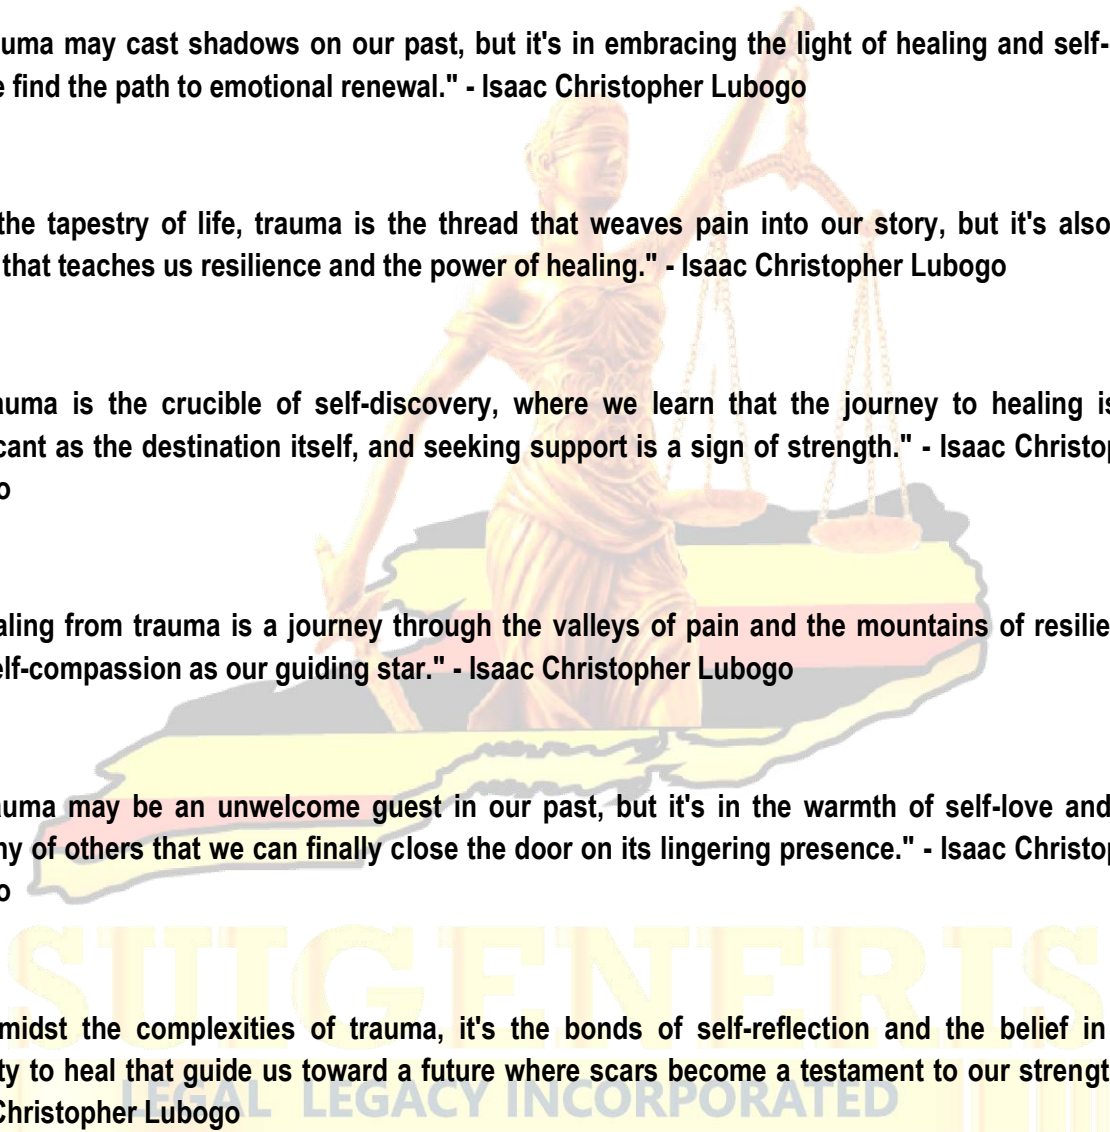 uma may cast shadows on our past, but it's in embracing the light of healing and self-
e find the path to emotional renewal." - Isaac Christopher Lubogo
the tapestry of life, trauma is the thread that weaves pain into our story, but it's also
that teaches us resilience and the power of healing." - Isaac Christopher Lubogo
auma is the crucible of self-discovery, where we learn that the journey to healing is
cant as the destination itself, and seeking support is a sign of strength." - Isaac Christop
o
aling from trauma is a journey through the valleys of pain and the mountains of resilie
elf-compassion as our guiding star." - Isaac Christopher Lubogo
auma may be an unwelcome guest in our past, but it's in the warmth of self-love and
hy of others that we can finally close the door on its lingering presence." - Isaac Christop
o
SUIGENERIS
midst the complexities of trauma, it's the bonds of self-reflection and the belief in
ty to heal that guide us toward a future where scars become a testament to our strengt
LEGAL LEGACY INCORPORATED
Christopher Lubogo